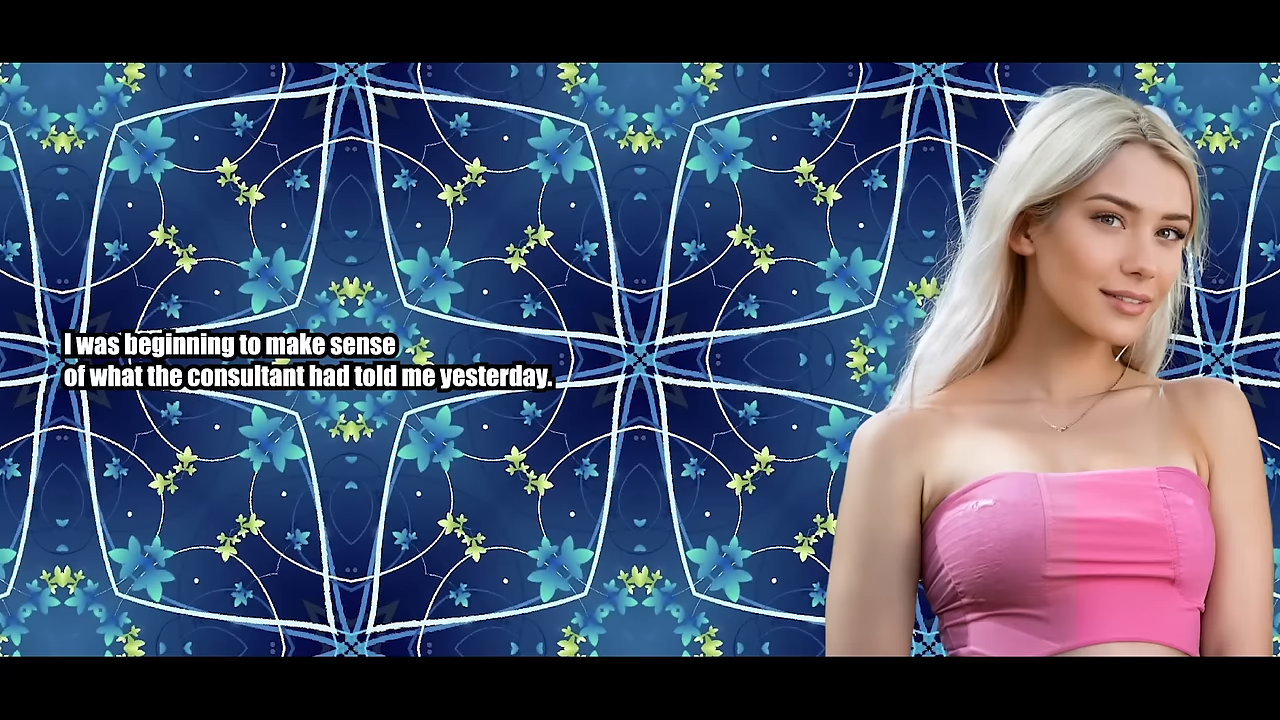 I was beginning to make sense
of what the consultant had told me yesterday.